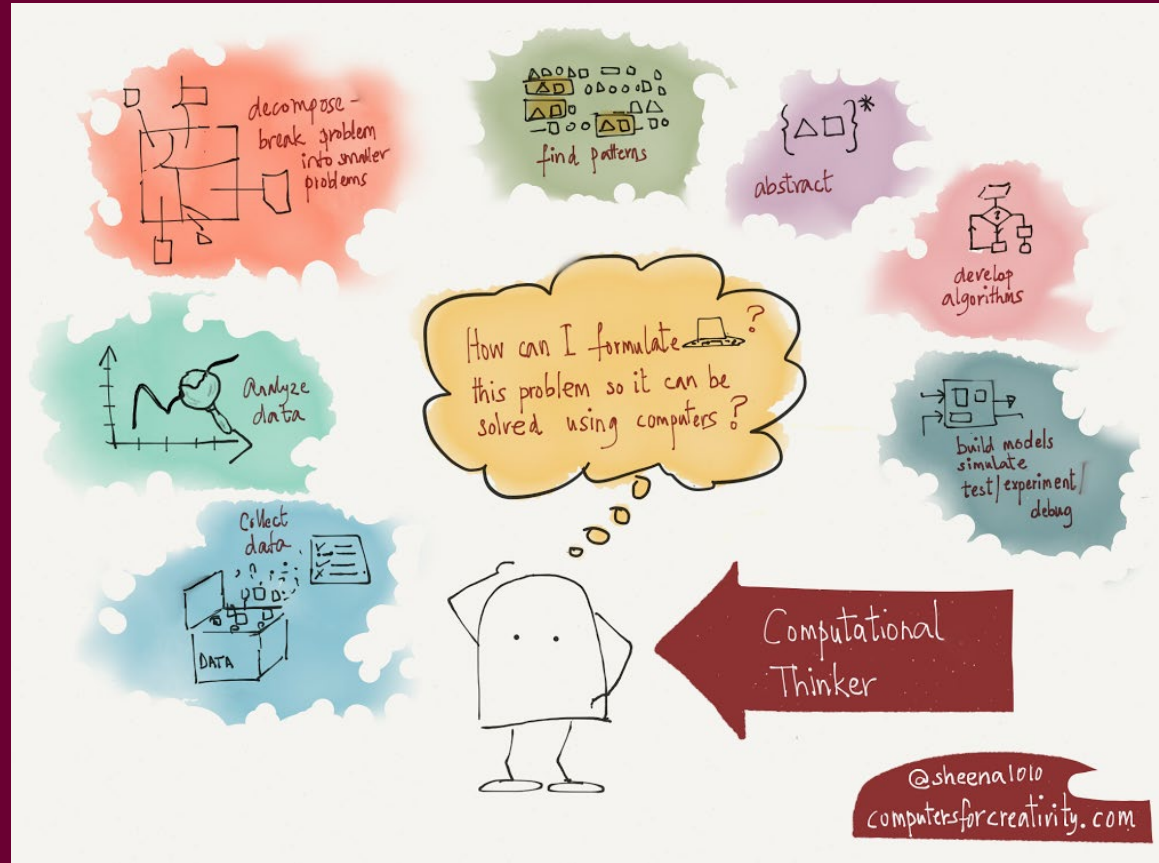 decompose -
break problem
into smaller
problems
find patterns
{△□}*
abstract
develop
algorithms
Analyze
data
How can I formulate ?
this problem so it can be
solved using computers ?
build models
simulate
test/experiment/
debug
Collect
data
DATA
Computational
Thinker
@sheena1010
computersforcreativity.com